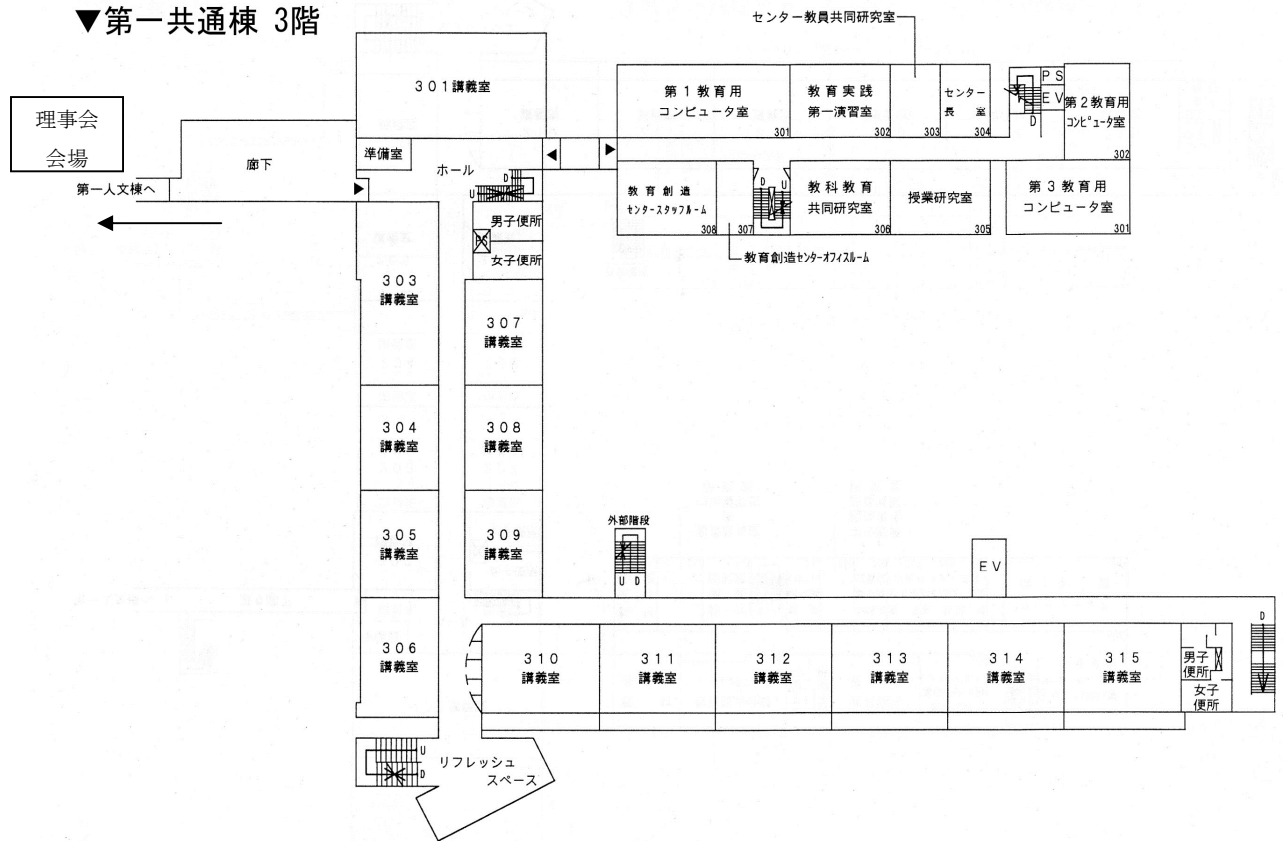 ▼第一共通棟 3階
センター教員共同研究室
301講義室
第1教育用
コンピュータ室
301
教育実践
第一演習室
302
303
センター
長 室
304
PS
EV
D
第2教育用
コンピュータ室
302
理事会
会場
廊下
準備室
ホール
第一人文棟へ
D
U
男子便所
PS
女子便所
教育創造
センタースタッフルーム
308
307
D U
教科教育
共同研究室
306
授業研究室
305
第3教育用
コンピュータ室
301
教育創造センターオフィスルーム
303
講義室
307
講義室
304
講義室
308
講義室
305
講義室
309
講義室
外部階段
U D
EV
306
講義室
310
講義室
311
講義室
312
講義室
313
講義室
314
講義室
315
講義室
男子
便所
女子
便所
D
U
D
リフレッシュ
スペース